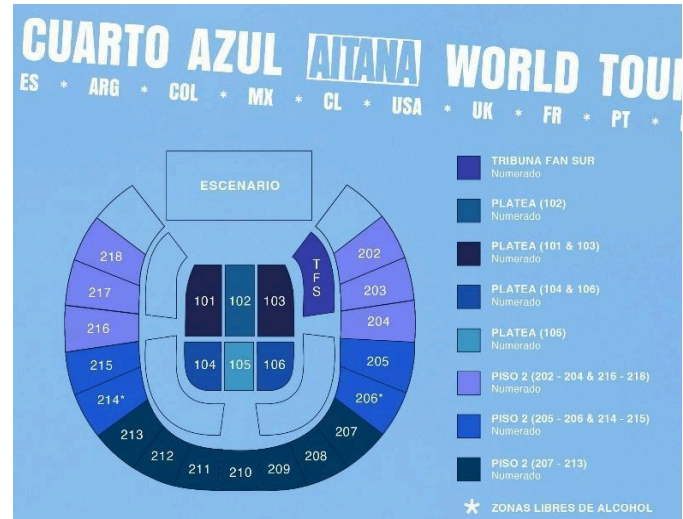 CUARTO AZUL AITANA WORLD TOUR
ES * ARG * COL * MX * CL * USA * UK * FR * PT *
ESCENARIO
218
217
216
215
214*
213
212
211
210
209
208
207
206*
205
204
203
202
TFS
101
102
103
104
105
106
TRIBUNA FAN SUR
Numerado
PLATEA (102)
Numerado
PLATEA (101 & 103)
Numerado
PLATEA (104 & 106)
Numerado
PLATEA (105)
Numerado
PISO 2 (202 - 204 & 216 - 218)
Numerado
PISO 2 (205 - 206 & 214 - 215)
Numerado
PISO 2 (207 - 213)
Numerado
* ZONAS LIBRES DE ALCOHOL